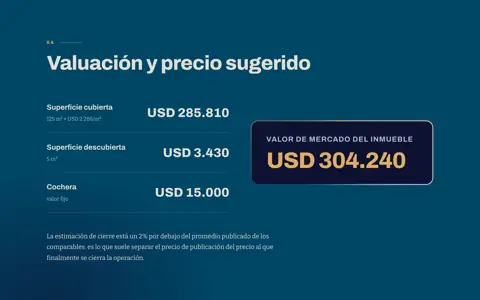 04
Valuación y precio sugerido
Superficie cubierta
125 m² × USD 2.286/m²
USD 285.810
Superficie descubierta
5 m²
USD 3.430
Cochera
valor fijo
USD 15.000
VALOR DE MERCADO DEL INMUEBLE
USD 304.240
La estimación de cierre está un 2% por debajo del promedio publicado de los
comparables: es lo que suele separar el precio de publicación del precio al que
finalmente se cierra la operación.